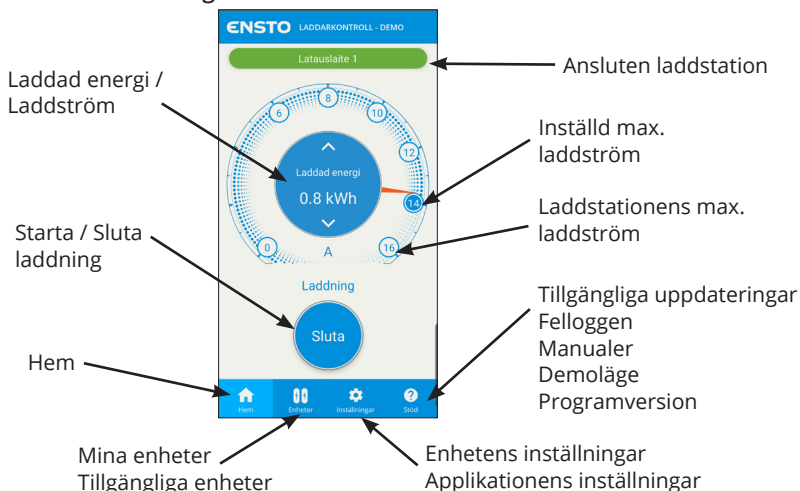 ENSTO LADDARKONTROLL - DEMO
Latauslaite 1
Ansluten laddstation
Laddad energi /
Laddström
8
6
10
12
Inställd max.
laddström
Laddad energi
0.8 kWh
14
Laddstationens max.
laddström
Starta / Sluta
laddning
0
A
16
Laddning
Sluta
Tillgängliga uppdateringar
Felloggen
Manualer
Demoläge
Programversion
Hem
Hem
Enheter
Inställningar
Stöd
Mina enheter
Tillgängliga enheter
Enhetens inställningar
Applikationens inställningar